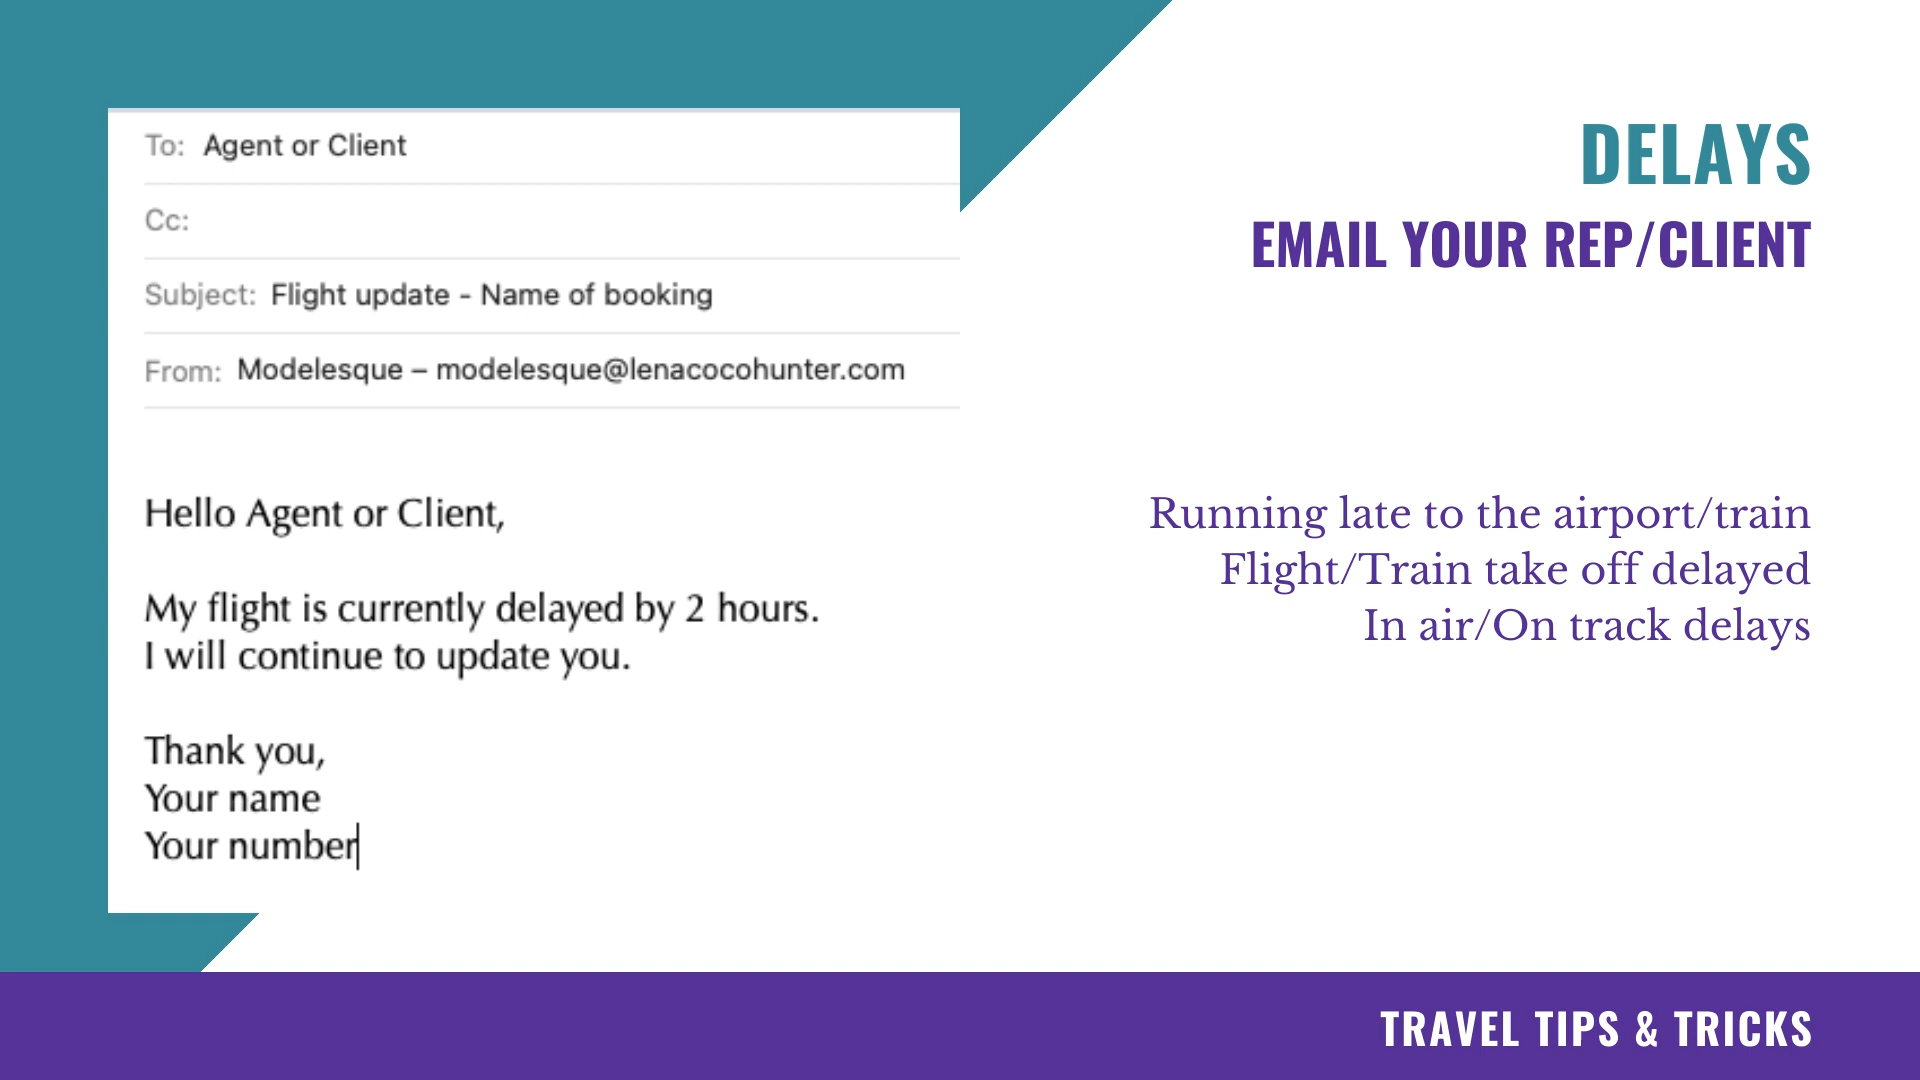 To: Agent or Client
Cc:
Subject: Flight update - Name of booking
From: Modelesque – modelesque@lenacocohunter.com
Hello Agent or Client,
My flight is currently delayed by 2 hours.
I will continue to update you.
Thank you,
Your name
Your number
DELAYS
EMAIL YOUR REP/CLIENT
Running late to the airport/train
Flight/Train take off delayed
In air/On track delays
TRAVEL TIPS & TRICKS